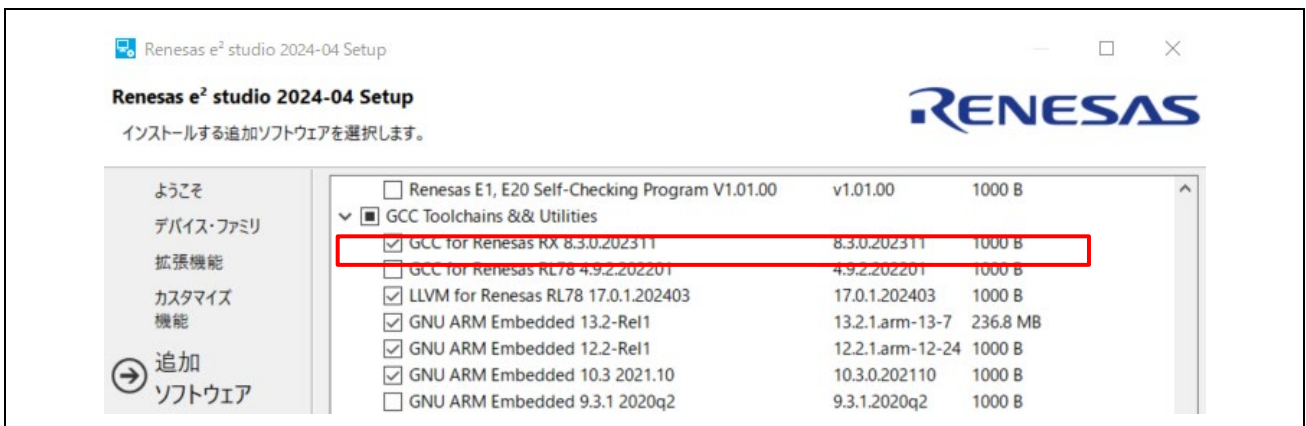 Renesas e² studio 2024-04 Setup
Renesas e² studio 2024-04 Setup
RENESAS
インストールする追加ソフトウェアを選択します。
ようこそ
デバイス・ファミリ
拡張機能
カスタマイズ
機能
追加
ソフトウェア
Renesas E1, E20 Self-Checking Program V1.01.00 v1.01.00 1000 B
GCC Toolchains && Utilities
GCC for Renesas RX 8.3.0.202311 8.3.0.202311 1000 B
GCC for Renesas RL78 4.9.2.202201 4.9.2.202201 1000 B
LLVM for Renesas RL78 17.0.1.202403 17.0.1.202403 1000 B
GNU ARM Embedded 13.2-Rel1 13.2.1.arm-13-7 236.8 MB
GNU ARM Embedded 12.2-Rel1 12.2.1.arm-12-24 1000 B
GNU ARM Embedded 10.3 2021.10 10.3.0.202110 1000 B
GNU ARM Embedded 9.3.1 2020q2 9.3.1.2020q2 1000 B